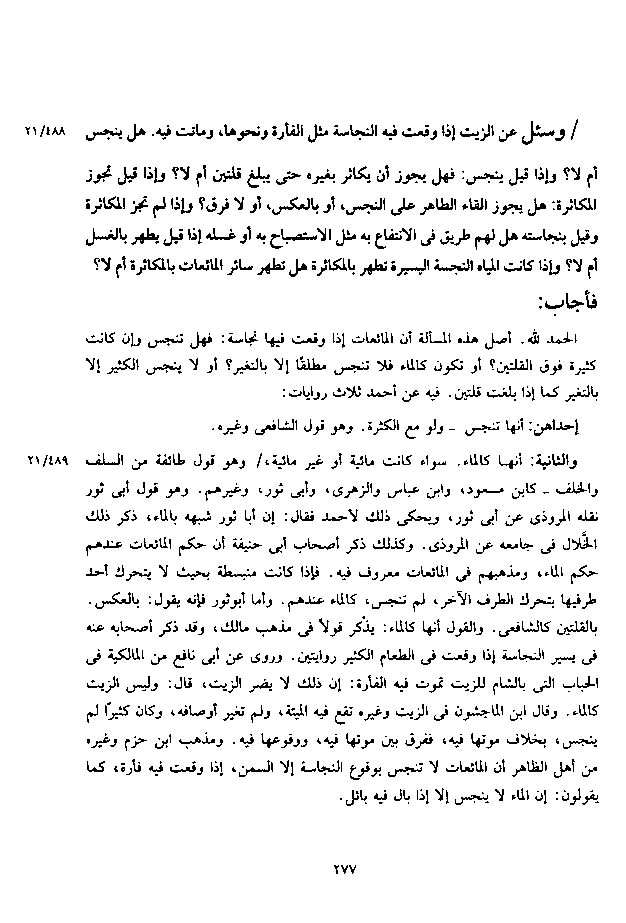 / وسئل عن الزيت إذا وقعت فيه النجاسة مثل الفأرة ونحوها، وماتت فيه. هل ينجس ٢١/٤٨٨
أم لا؟ وإذا قيل ينجس: فهل يجوز أن يكاثر بغيره حتى يبلغ قلتين أم لا؟ وإذا قيل تجوز
المكاثرة: هل يجوز القاء الطاهر على النجس، أو بالعكس، أو لا فرق؟ وإذا لم تجز المكاثرة
وقيل بنجاسته هل لهم طريق فى الانتفاع به مثل الاستصباح به أو غسله إذا قيل يطهر بالغسل
أم لا؟ وإذا كانت المياه النجسة اليسيرة تطهر بالمكاثرة هل تطهر سائر المائعات بالمكاثرة أم لا؟
فأجاب:
الحمد لله. أصل هذه المسألة أن المائعات إذا وقعت فيها نجاسة: فهل تنجس وإن كانت
كثيرة فوق القلتين؟ أو تكون كالماء فلا تنجس مطلقًا إلا بالتغير؟ أو لا ينجس الكثير إلا
بالتغير كما إذا بلغت قلتين. فيه عن أحمد ثلاث روايات:
إحداهن: أنها تنجس ــ ولو مع الكثرة. وهو قول الشافعى وغيره.
والثانية: أنهـا كالماء. سواء كانت مائية أو غير مائية،/ وهو قول طائفة من السلف ٢١/٤٨٩
والخلف ــ كابن مسعود، وابن عباس والزهرى، وأبى ثور، وغيرهم. وهو قول أبى ثور
نقله المروذى عن أبى ثور، ويحكى ذلك لأحمد فقال: إن أبا ثور شبهه بالماء، ذكر ذلك
الخَلَّال فى جامعه عن المروذى. وكذلك ذكر أصحاب أبى حنيفة أن حكم المائعات عندهم
حكم الماء، ومذهبهم فى المائعات معروف فيه. فإذا كانت منبسطة بحيث لا يتحرك أحد
طرفيها بتحرك الطرف الآخر، لم تنجس، كالماء عندهم. وأما أبوثور فإنه يقول: بالعكس.
بالقلتين كالشافعى. والقول أنها كالماء: يذكر قولاً فى مذهب مالك، وقد ذكر أصحابه عنه
فى يسير النجاسة إذا وقعت فى الطعام الكثير روايتين. وروى عن أبى نافع من المالكية فى
الحباب التى بالشام للزيت تموت فيه الفأرة: إن ذلك لا يضر الزيت، قال: وليس الزيت
كالماء. وقال ابن الماجشون فى الزيت وغيره تقع فيه الميتة، ولم تغير أوصافه، وكان كثيرًا لم
ينجس، بخلاف موتها فيه، ففرق بين موتها فيه، ووقوعها فيه. ومذهب ابن حزم وغيره
من أهل الظاهر أن المائعات لا تنجس بوقوع النجاسة إلا السمن، إذا وقعت فيه فأرة، كما
يقولون: إن الماء لا ينجس إلا إذا بال فيه بائل.
٢٧٧